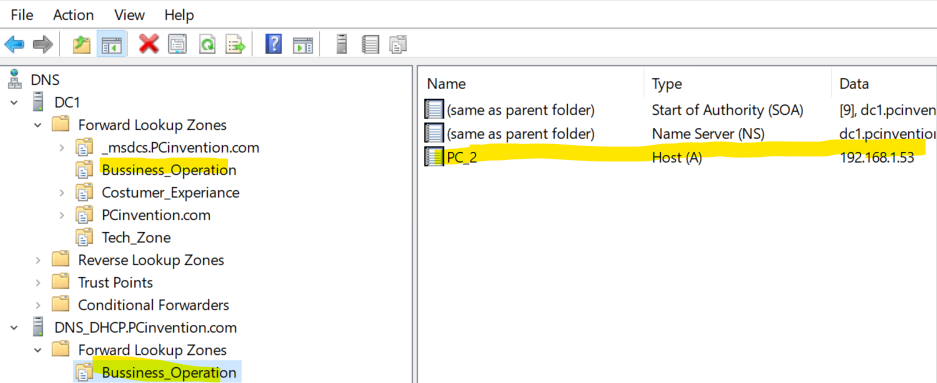 File Action View Help
DNS
DC1
Forward Lookup Zones
_msdcs.PCinvention.com
Bussiness_Operation
Costumer_Experiance
PCinvention.com
Tech_Zone
Reverse Lookup Zones
Trust Points
Conditional Forwarders
DNS_DHCP.PCinvention.com
Forward Lookup Zones
Bussiness_Operation
Name Type Data
(same as parent folder) Start of Authority (SOA) [9], dc1.pcinvention
(same as parent folder) Name Server (NS) dc1.pcinvention
PC_2 Host (A) 192.168.1.53